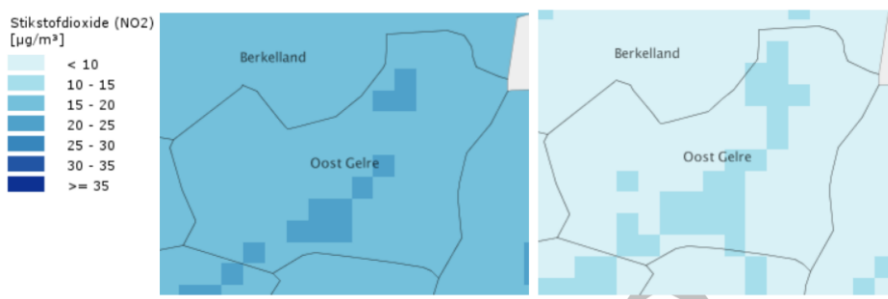 Stikstofdioxide (NO2)
[µg/m³]
< 10
10 - 15
15 - 20
20 - 25
25 - 30
30 - 35
>= 35
Berkelland
Oost Gelre
Berkelland
Oost Gelre